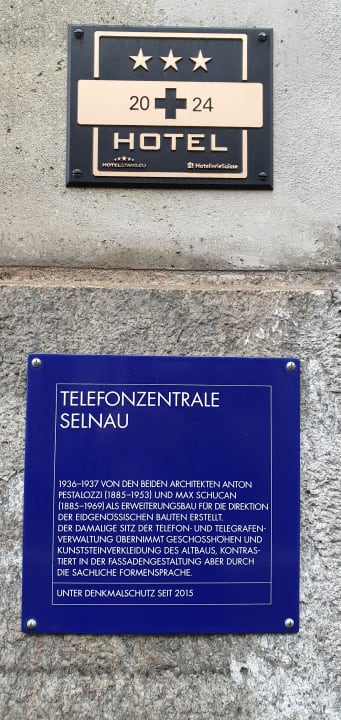 20 24
HOTEL
HOTELSTARS.EU HotellerieSuisse
TELEFONZENTRALE
SELNAU
1936–1937 VON DEN BEIDEN ARCHITEKTEN ANTON
PESTALOZZI (1885–1953) UND MAX SCHUCAN
(1885–1969) ALS ERWEITERUNGSBAU FÜR DIE DIREKTION
DER EIDGENÖSSISCHEN BAUTEN ERSTELLT.
DER DAMALIGE SITZ DER TELEFON- UND TELEGRAFEN-
VERWALTUNG ÜBERNIMMT GESCHOSSHÖHEN UND
KUNSTSTEINVERKLEIDUNG DES ALTBAUS, KONTRAS-
TIERT IN DER FASSADENGESTALTUNG ABER DURCH
DIE SACHLICHE FORMENSPRACHE.
UNTER DENKMALSCHUTZ SEIT 2015